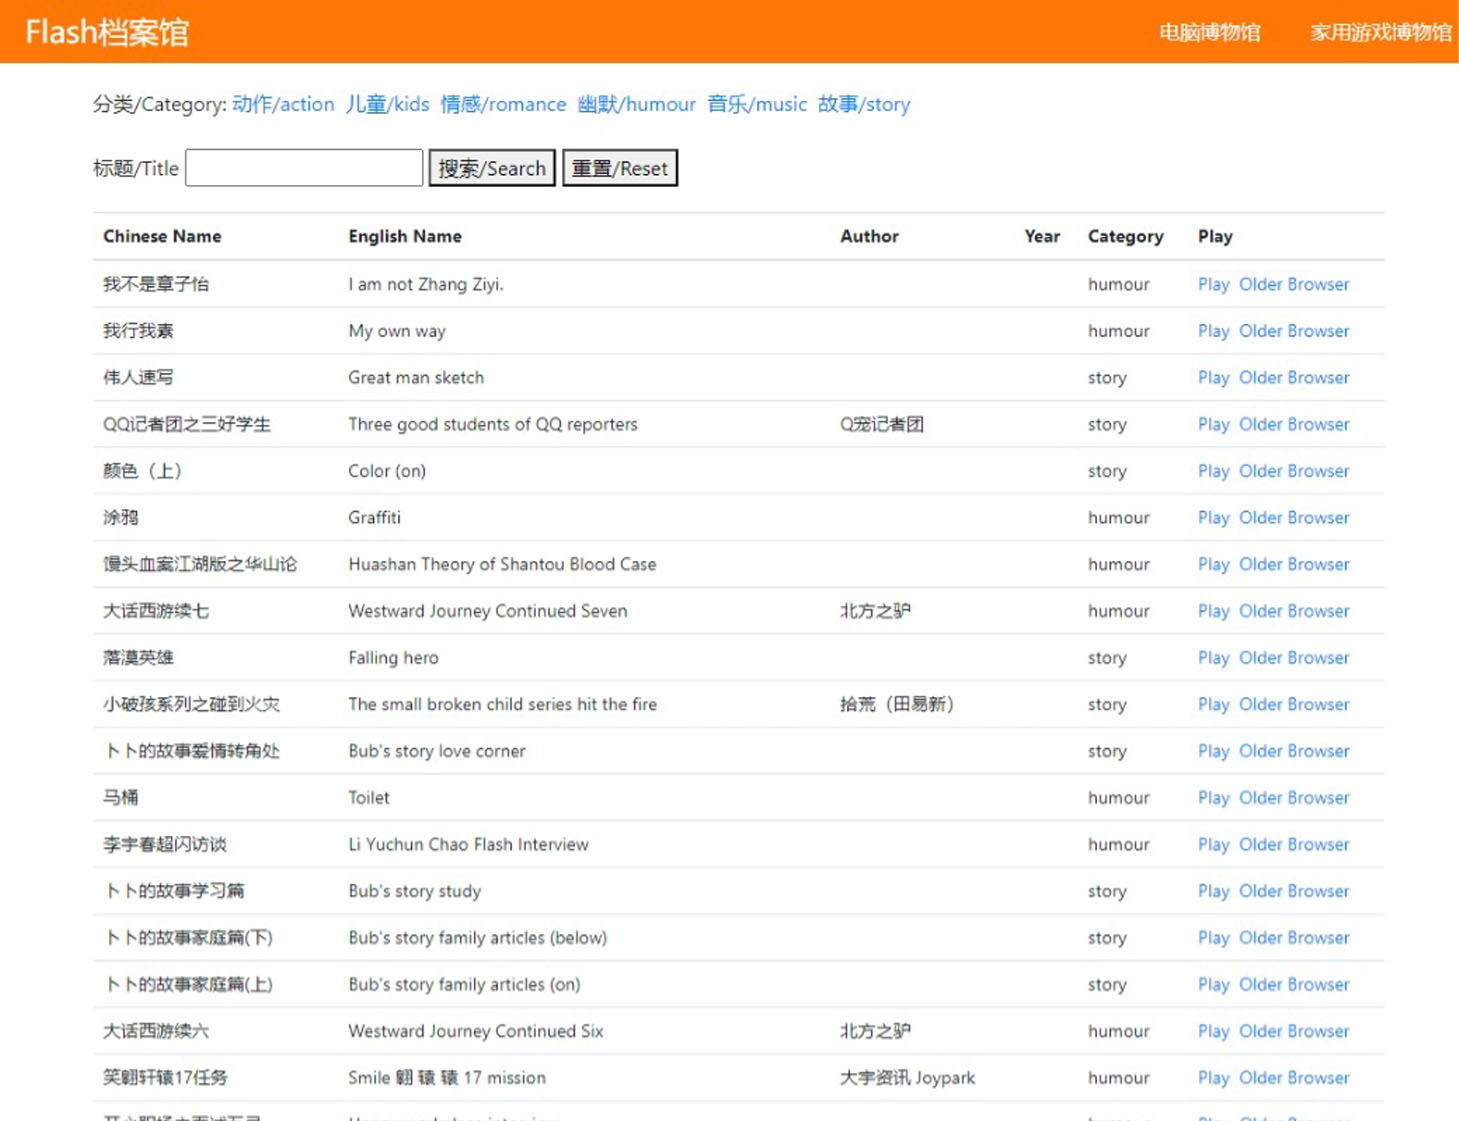 Flash档案馆 电脑博物馆 家用游戏博物馆
分类/Category: 动作/action 儿童/kids 情感/romance 幽默/humour 音乐/music 故事/story
标题/Title 搜索/Search 重置/Reset
Chinese Name English Name Author Year Category Play
我不是章子怡 I am not Zhang Ziyi. humour Play Older Browser
我行我素 My own way humour Play Older Browser
伟人速写 Great man sketch story Play Older Browser
QQ记者团之三好学生 Three good students of QQ reporters Q宠记者团 story Play Older Browser
颜色（上） Color (on) story Play Older Browser
涂鸦 Graffiti humour Play Older Browser
馒头血案江湖版之华山论 Huashan Theory of Shantou Blood Case humour Play Older Browser
大话西游续七 Westward Journey Continued Seven 北方之驴 humour Play Older Browser
落漠英雄 Falling hero story Play Older Browser
小破孩系列之碰到火灾 The small broken child series hit the fire 拾荒（田易新） story Play Older Browser
卜卜的故事爱情转角处 Bub's story love corner story Play Older Browser
马桶 Toilet humour Play Older Browser
李宇春超闪访谈 Li Yuchun Chao Flash Interview humour Play Older Browser
卜卜的故事学习篇 Bub's story study story Play Older Browser
卜卜的故事家庭篇(下) Bub's story family articles (below) story Play Older Browser
卜卜的故事家庭篇(上) Bub's story family articles (on) story Play Older Browser
大话西游续六 Westward Journey Continued Six 北方之驴 humour Play Older Browser
笑翱轩辕17任务 Smile 翱 辕 辕 17 mission 大宇资讯 Joypark humour Play Older Browser